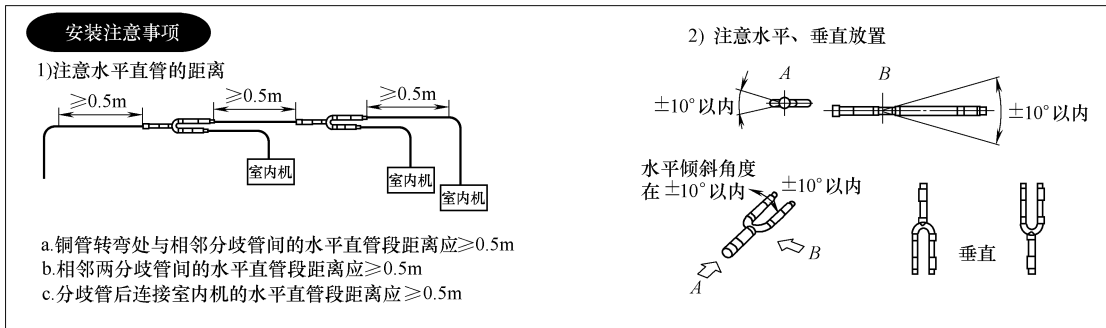 安装注意事项
1)注意水平直管的距离
≥0.5m
≥0.5m
≥0.5m
室内机
室内机
室内机
a.铜管转弯处与相邻分歧管间的水平直管段距离应≥0.5m
b.相邻两分歧管间的水平直管段距离应≥0.5m
c.分歧管后连接室内机的水平直管段距离应≥0.5m
2) 注意水平、垂直放置
A
B
±10°以内
±10°以内
水平倾斜角度
在±10°以内
±10°以内
B
A
垂直